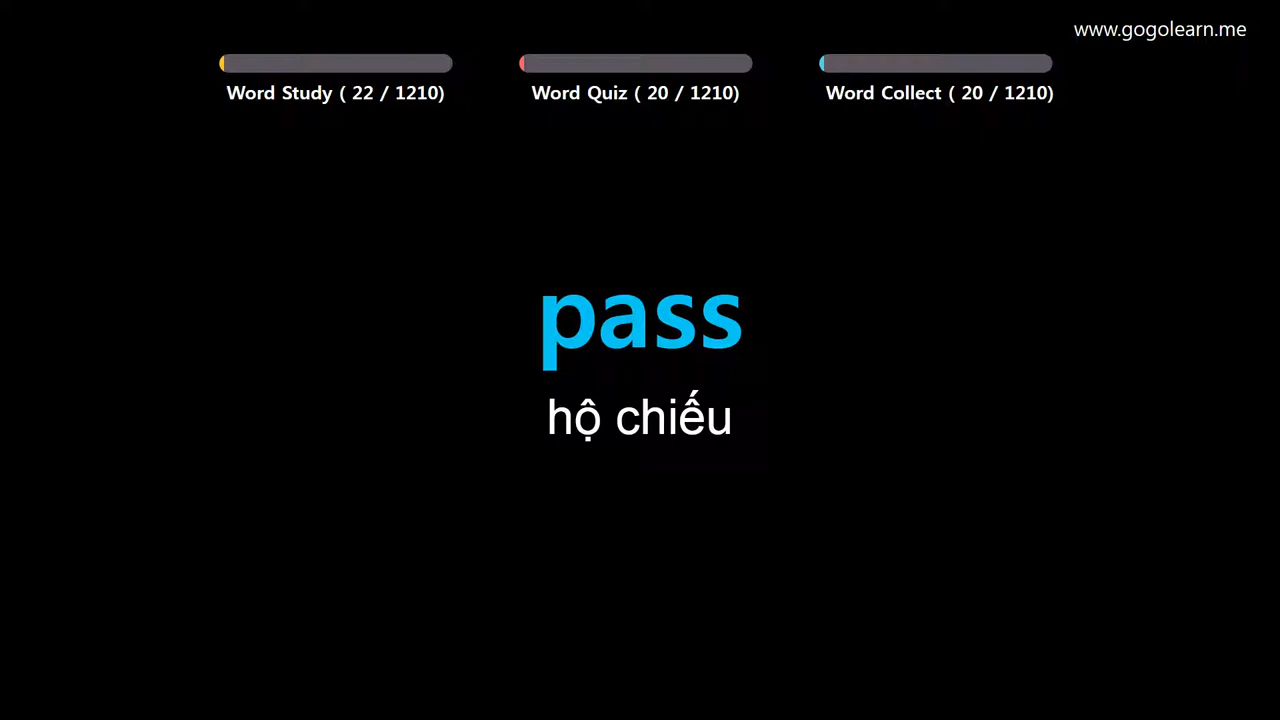 www.gogolearn.me
Word Study ( 22 / 1210)
Word Quiz ( 20 / 1210)
Word Collect ( 20 / 1210)
pass
hộ chiếu